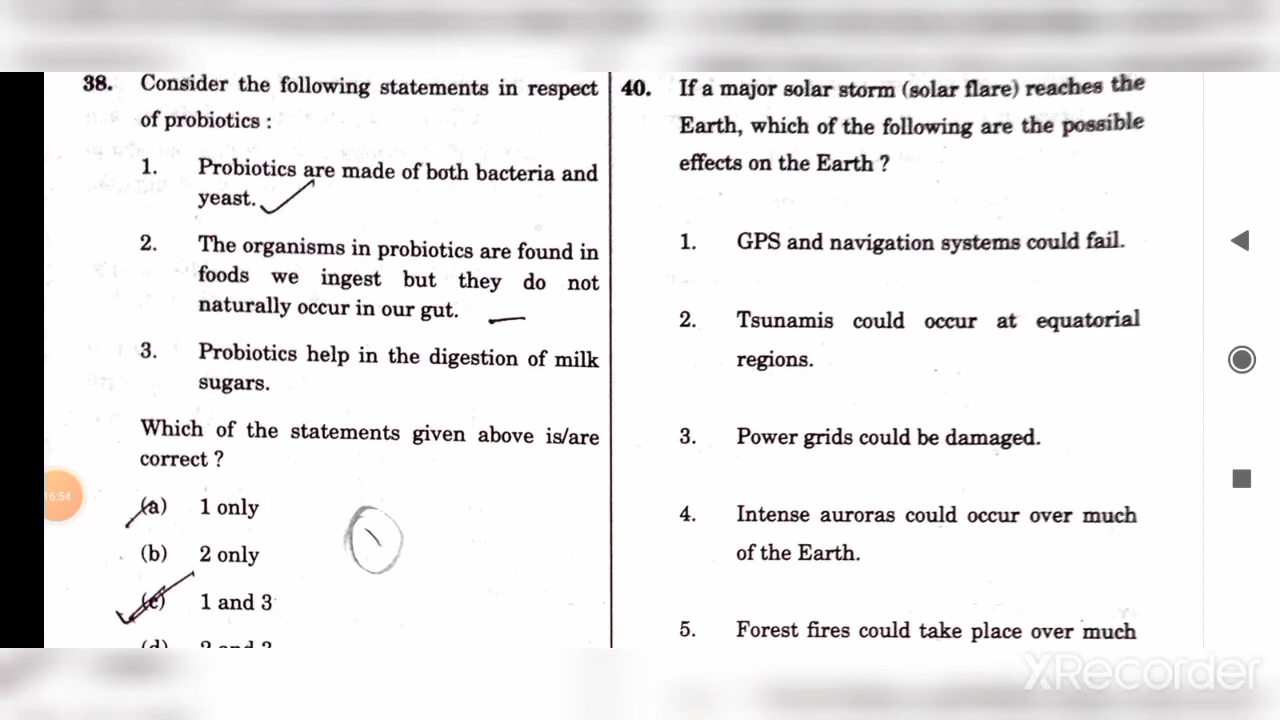 38. Consider the following statements in respect
of probiotics :
1. Probiotics are made of both bacteria and
yeast.
2. The organisms in probiotics are found in
foods we ingest but they do not
naturally occur in our gut.
3. Probiotics help in the digestion of milk
sugars.
Which of the statements given above is/are
correct ?
(a) 1 only
(b) 2 only
(c) 1 and 3
(d) 2 and 3
40. If a major solar storm (solar flare) reaches the
Earth, which of the following are the possible
effects on the Earth ?
1. GPS and navigation systems could fail.
2. Tsunamis could occur at equatorial
regions.
3. Power grids could be damaged.
4. Intense auroras could occur over much
of the Earth.
5. Forest fires could take place over much
16:54
XRecorder